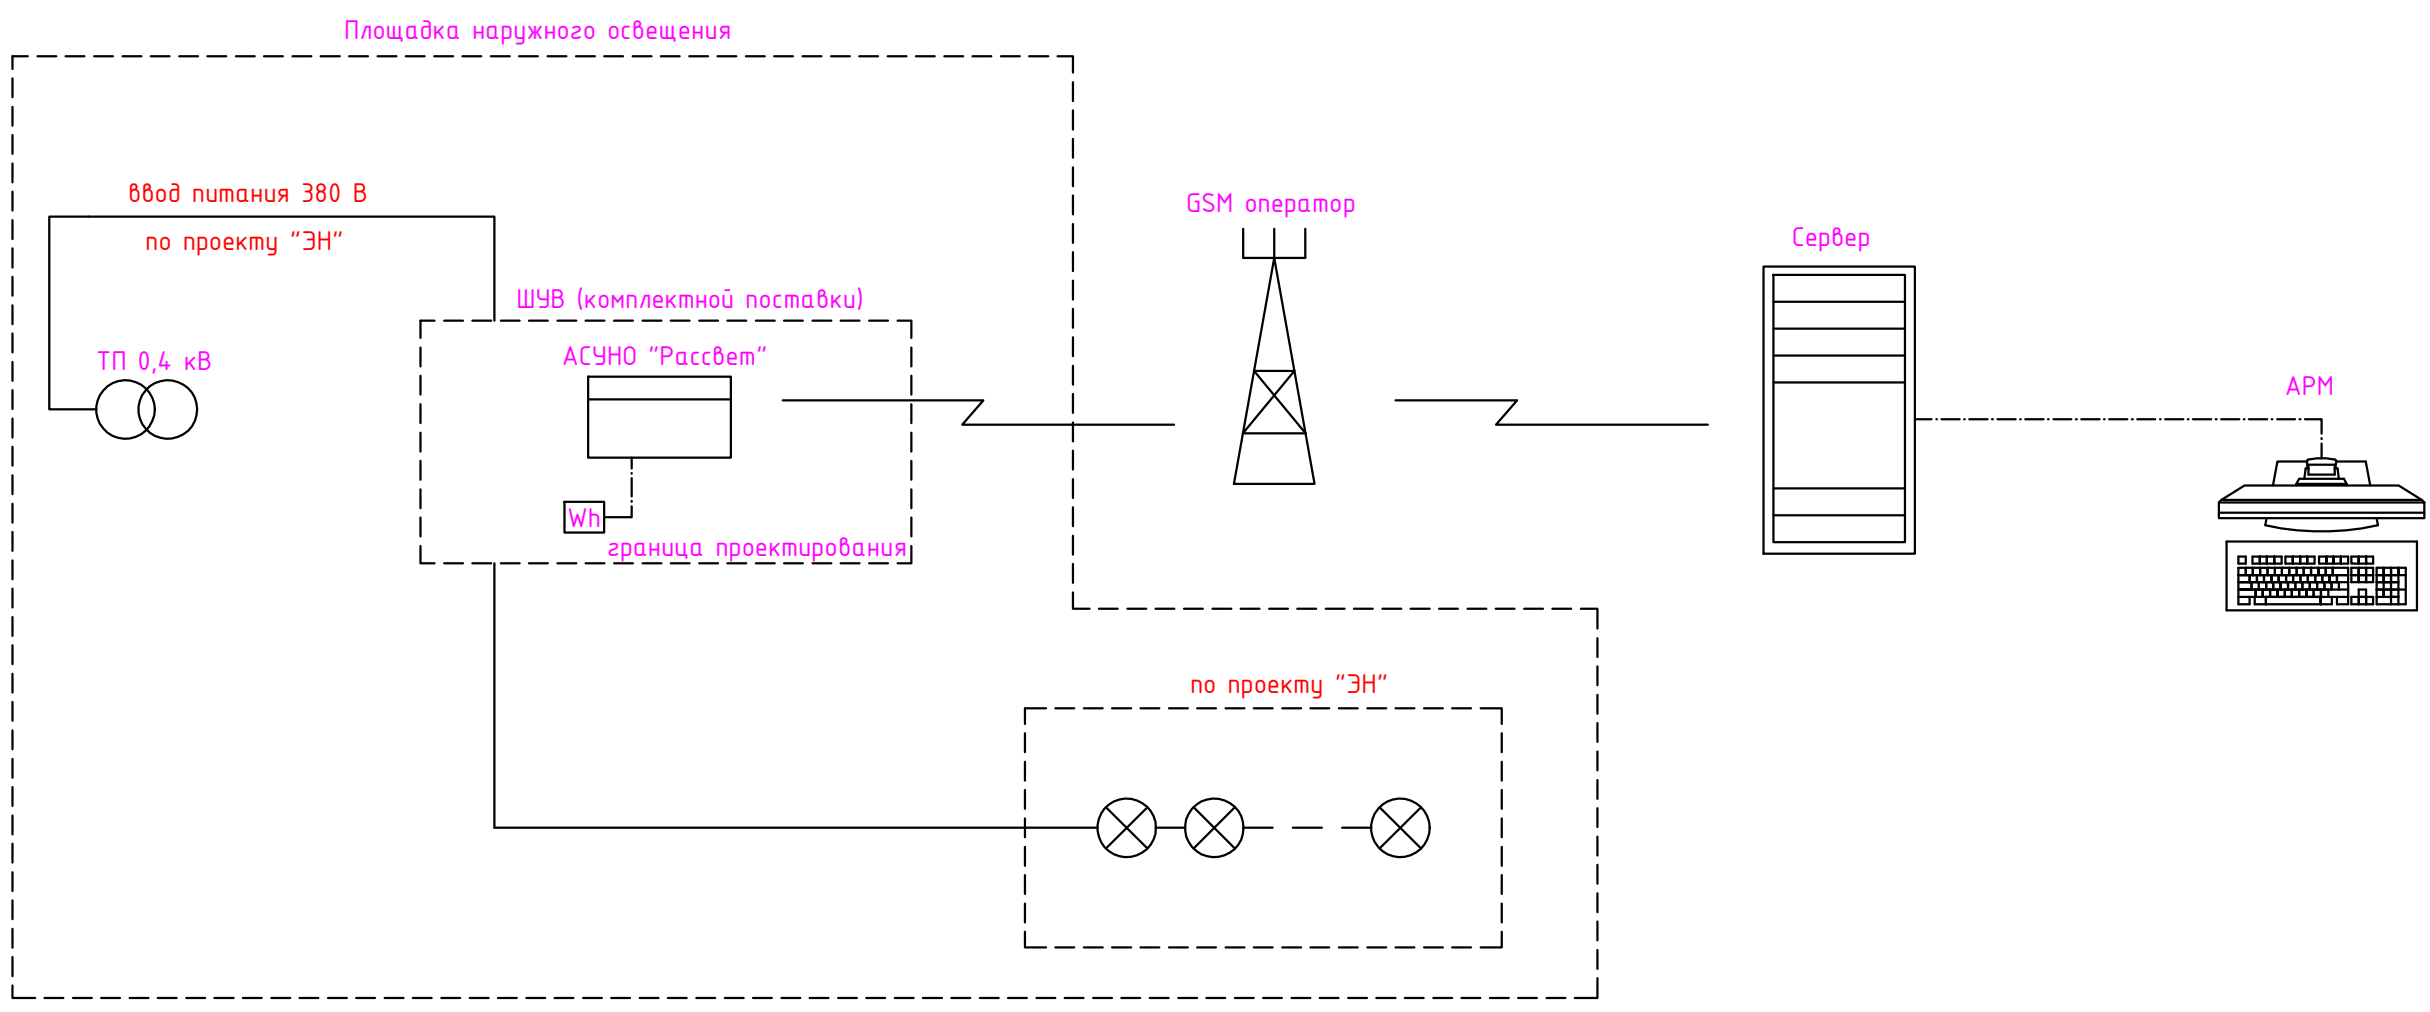 Площадка наружного освещения
ввод питания 380 В
по проекту "ЭН"
GSM оператор
Сервер
ШУВ (комплектной поставки)
АСУНО "Рассвет"
ТП 0,4 кВ
АРМ
Wh
граница проектирования
по проекту "ЭН"